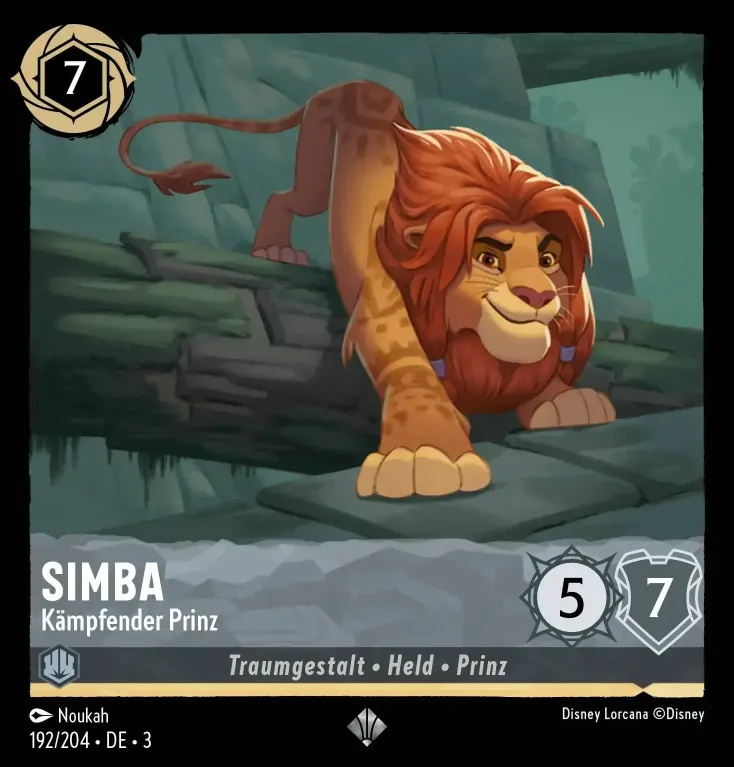 7
SIMBA
Kämpfender Prinz
5
7
Traumgestalt • Held • Prinz
Noukah
Disney Lorcana ©Disney
192/204 • DE • 3